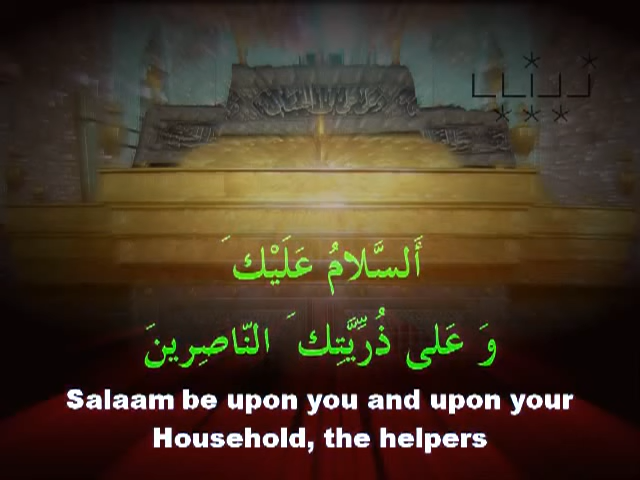 أَلسَّلامُ عَلَيْكَ
وَ عَلى ذُرِّيَّتِكَ النّاصِرينَ
Salaam be upon you and upon your
Household, the helpers